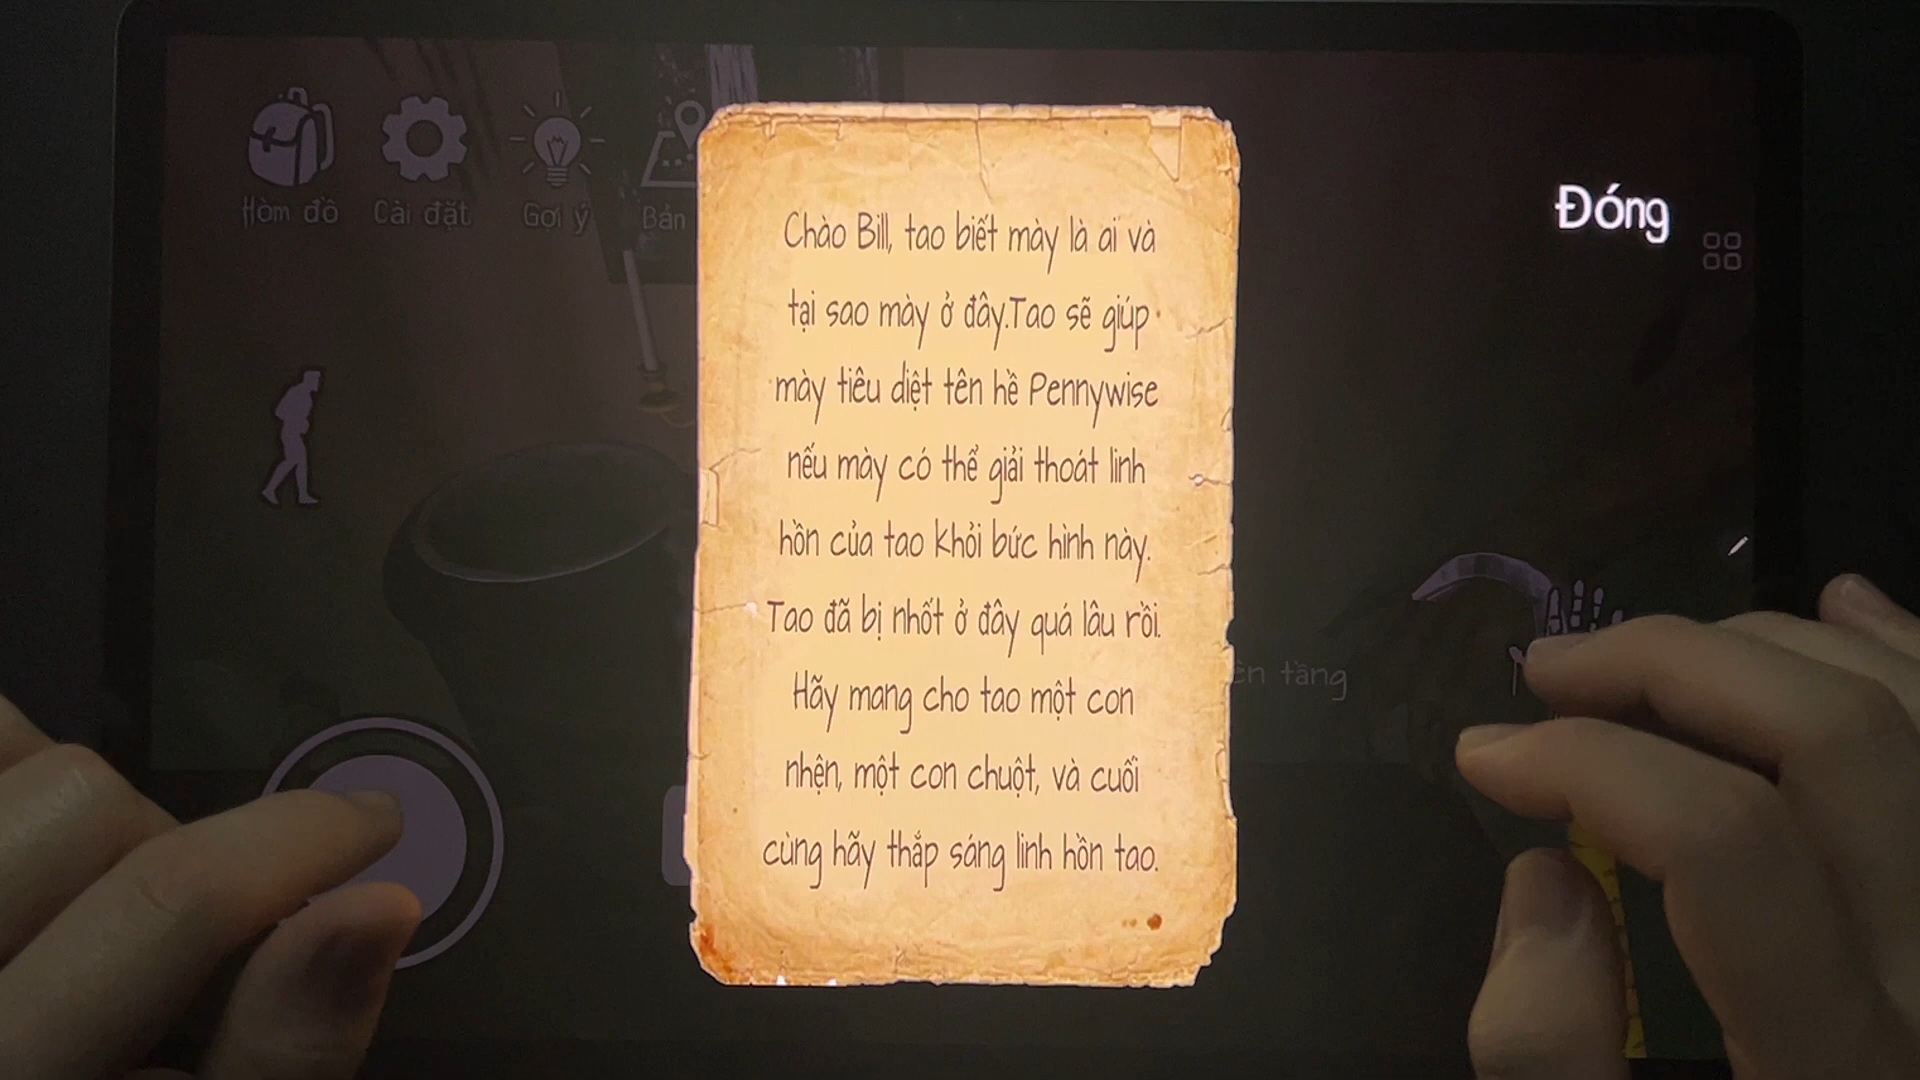 Hòm đồ
Cài đặt
Gợi ý
Bản
Đóng
Chào Bill, tao biết mày là ai và
tại sao mày ở đây.Tao sẽ giúp
mày tiêu diệt tên hề Pennywise
nếu mày có thể giải thoát linh
hồn của tao khỏi bức hình này.
Tao đã bị nhốt ở đây quá lâu rồi.
Hãy mang cho tao một con
nhện, một con chuột, và cuối
cùng hãy thắp sáng linh hồn tao.
tầng